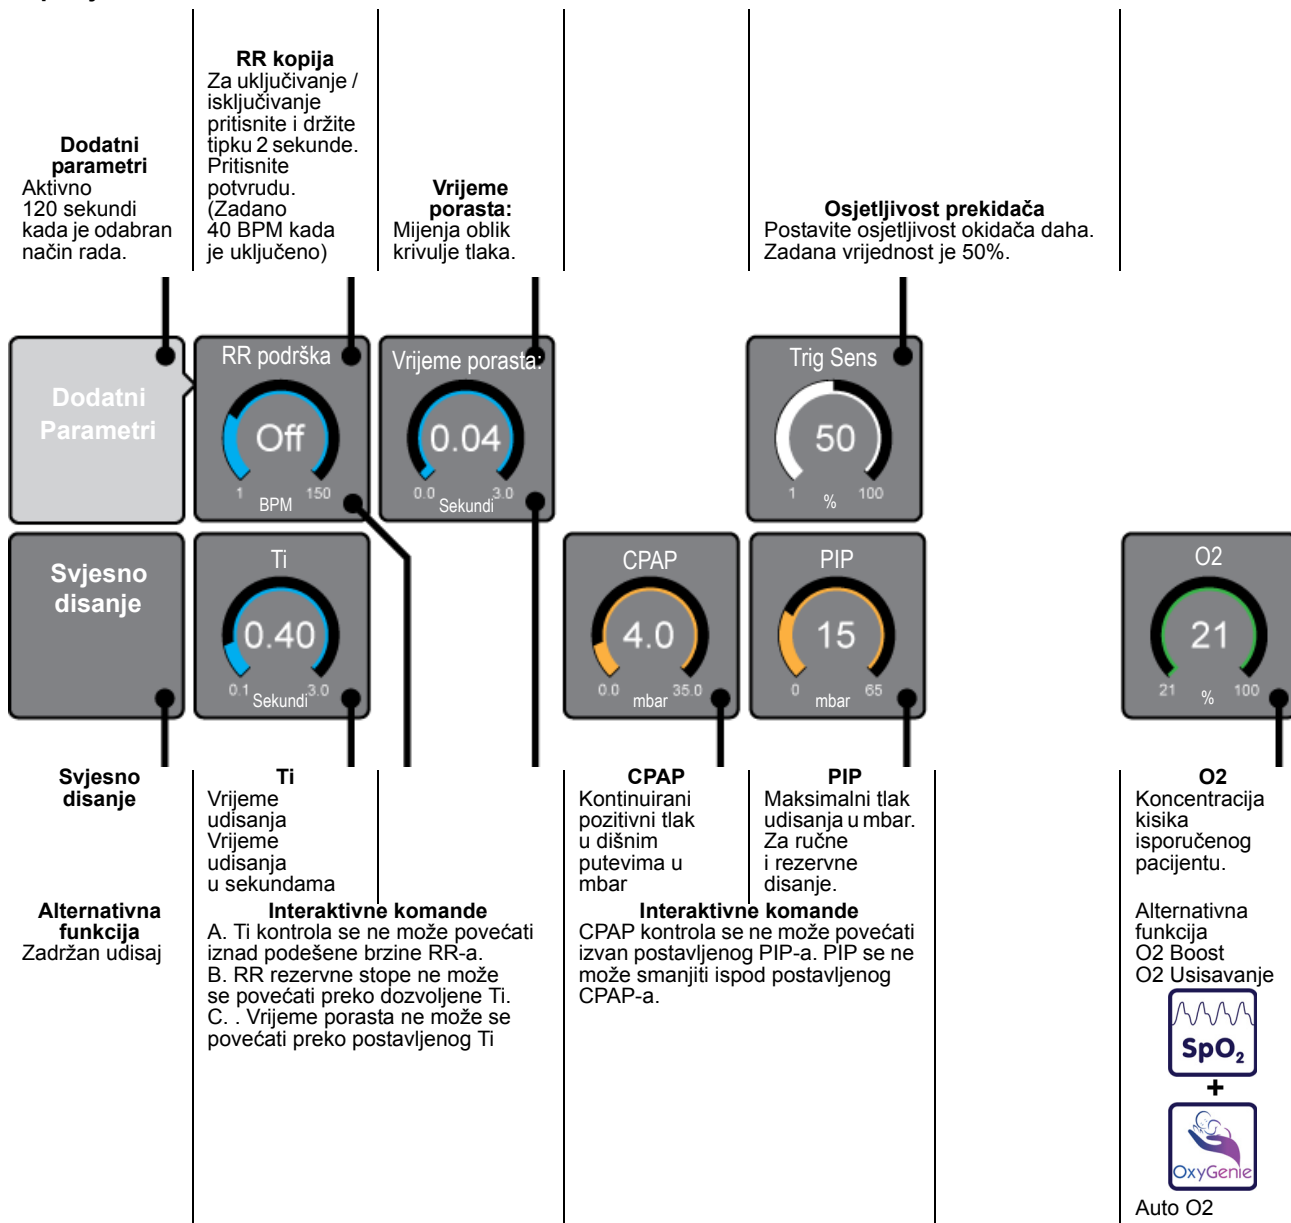 Dodatni
parametri
Aktivno
120 sekundi
kada je odabran
način rada.
RR kopija
Za uključivanje /
isključivanje
pritisnite i držite
tipku 2 sekunde.
Pritisnite
potvrudu.
(Zadano
40 BPM kada
je uključeno)
Vrijeme
porasta:
Mijenja oblik
krivulje tlaka.
Osjetljivost prekidača
Postavite osjetljivost okidača daha.
Zadana vrijednost je 50%.
Dodatni
Parametri
RR podrška
Off
1 150
BPM
Vrijeme porasta:
0.04
0.0 3.0
Sekundi
Trig Sens
50
1 100
%
Svjesno
disanje
Ti
0.40
0.1 3.0
Sekundi
CPAP
4.0
0.0 35.0
mbar
PIP
15
0 65
mbar
O2
21
21 100
%
Svjesno
disanje
Ti
Vrijeme
udisanja
Vrijeme
udisanja
u sekundama
CPAP
Kontinuirani
pozitivni tlak
u dišnim
putevima u
mbar
PIP
Maksimalni tlak
udisanja u mbar.
Za ručne
i rezervne
disanje.
O2
Koncentracija
kisika
isporučenog
pacijentu.
Alternativna
funkcija
Zadržan udisaj
Interaktivne komande
A. Ti kontrola se ne može povećati
iznad podešene brzine RR-a.
B. RR rezervne stope ne može
se povećati preko dozvoljene Ti.
C. . Vrijeme porasta ne može se
povećati preko postavljenog Ti
Interaktivne komande
CPAP kontrola se ne može povećati
izvan postavljenog PIP-a. PIP se ne
može smanjiti ispod postavljenog
CPAP-a.
Alternativna
funkcija
O2 Boost
O2 Usisavanje
SpO₂
+
OxyGenie
Auto O2